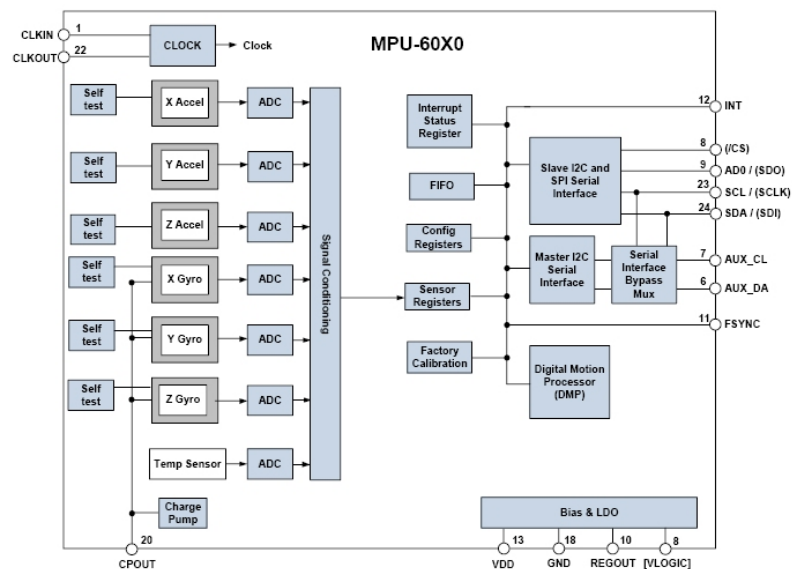 CLKIN
1
CLKOUT
22
CLOCK
Clock
MPU-60X0
Self
test
X Accel
ADC
Self
test
Y Accel
ADC
Self
test
Z Accel
ADC
Self
test
X Gyro
ADC
Self
test
Y Gyro
ADC
Self
test
Z Gyro
ADC
Temp Sensor
ADC
Charge
Pump
20
CPOUT
Signal Conditioning
Interrupt
Status
Register
FIFO
Config
Registers
Sensor
Registers
Factory
Calibration
Slave I2C and
SPI Serial
Interface
Master I2C
Serial
Interface
Serial
Interface
Bypass
Mux
Digital Motion
Processor
(DMP)
12
INT
8
(/CS)
9
AD0 / (SDO)
23
SCL / (SCLK)
24
SDA / (SDI)
7
AUX_CL
6
AUX_DA
11
FSYNC
Bias & LDO
13
18
10
8
VDD
GND
REGOUT
[VLOGIC]